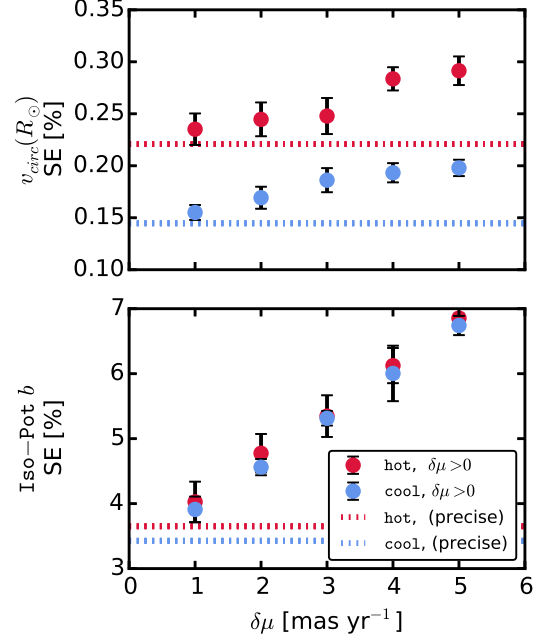 0.35
0.30
0.25
0.20
0.15
0.10
v_circ(R_⊙)
SE [%]
7
6
5
4
3
Iso−Pot b
SE [%]
hot, δμ>0
cool, δμ>0
hot, (precise)
cool, (precise)
0 1 2 3 4 5 6
δμ [mas yr⁻¹]